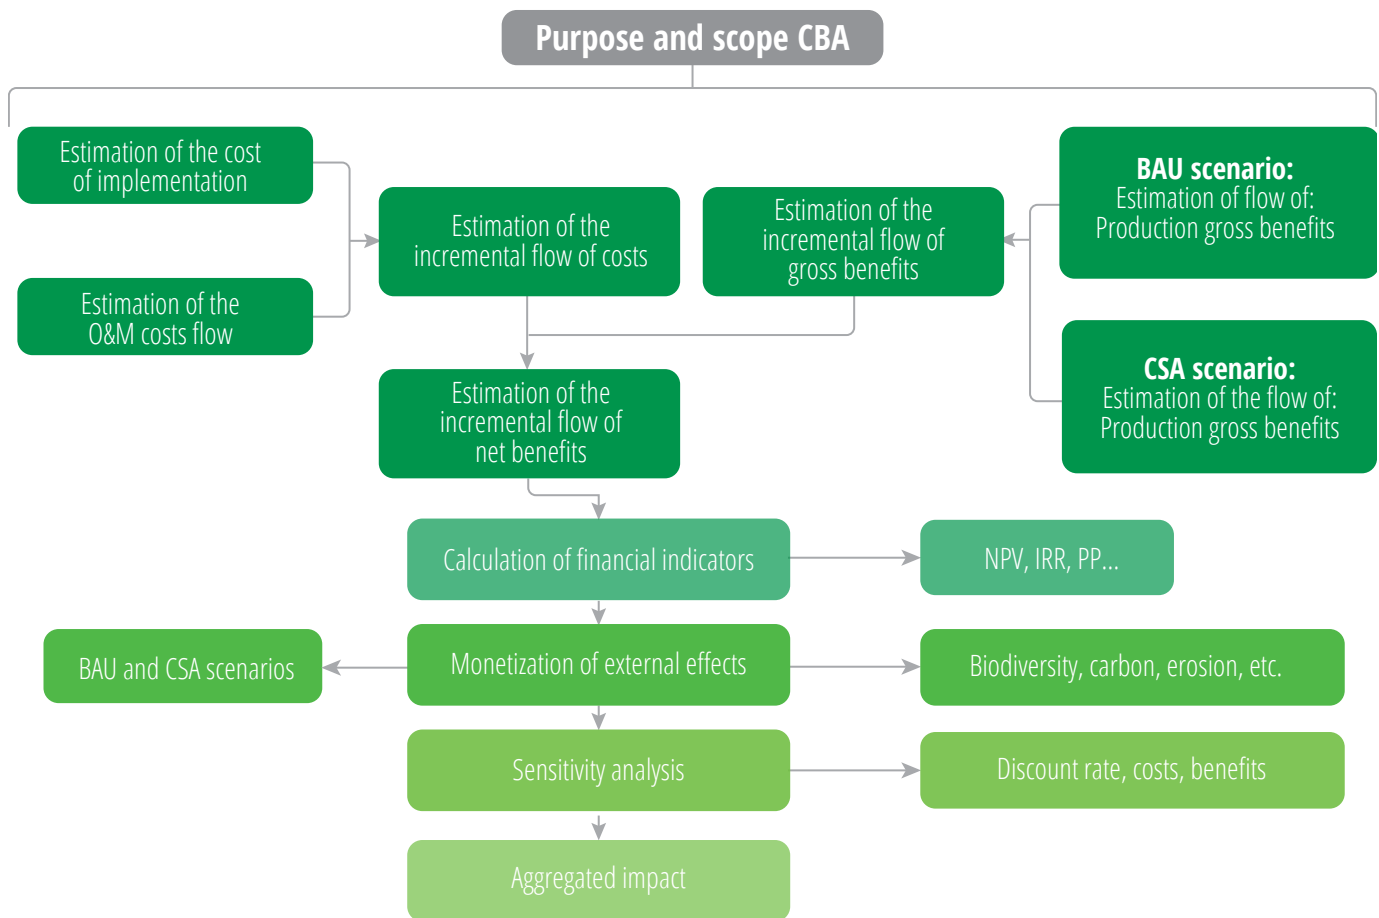 Purpose and scope CBA
Estimation of the cost
of implementation
Estimation of the
O&M costs flow
Estimation of the
incremental flow of costs
Estimation of the
incremental flow of
gross benefits
BAU scenario:
Estimation of flow of:
Production gross benefits
CSA scenario:
Estimation of the flow of:
Production gross benefits
Estimation of the
incremental flow of
net benefits
Calculation of financial indicators
NPV, IRR, PP...
BAU and CSA scenarios
Monetization of external effects
Biodiversity, carbon, erosion, etc.
Sensitivity analysis
Discount rate, costs, benefits
Aggregated impact